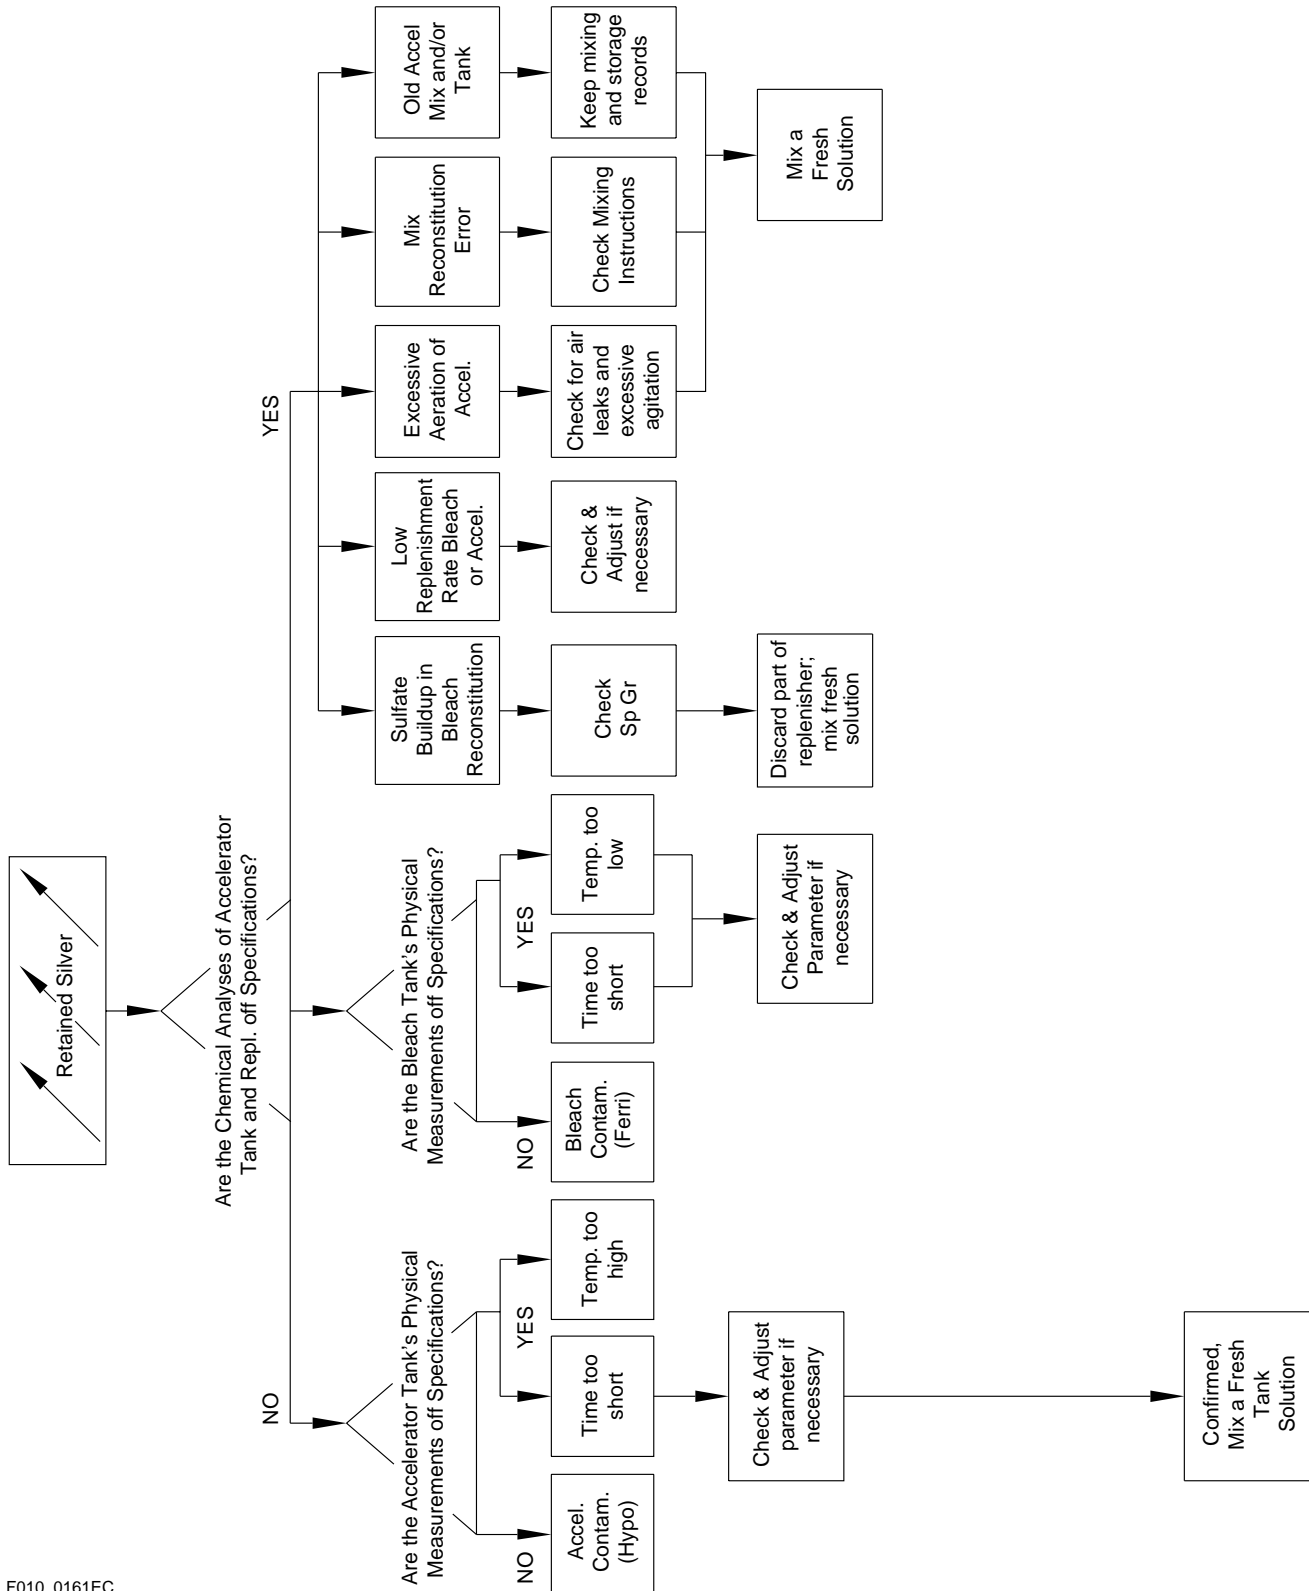 Retained Silver
Are the Chemical Analyses of Accelerator
Tank and Repl. off Specifications?
NO
YES
Are the Accelerator Tank's Physical
Measurements off Specifications?
NO
YES
Accel.
Contam.
(Hypo)
Time too
short
Temp. too
high
Check & Adjust
parameter if
necessary
Confirmed,
Mix a Fresh
Tank
Solution
Are the Bleach Tank's Physical
Measurements off Specifications?
NO
YES
Bleach
Contam.
(Ferri)
Time too
short
Temp. too
low
Check & Adjust
Parameter if
necessary
Sulfate
Buildup in
Bleach
Reconstitution
Check
Sp Gr
Discard part of
replenisher;
mix fresh
solution
Low
Replenishment
Rate Bleach
or Accel.
Check &
Adjust if
necessary
Excessive
Aeration of
Accel.
Check for air
leaks and
excessive
agitation
Mix
Reconstitution
Error
Check Mixing
Instructions
Old Accel
Mix and/or
Tank
Keep mixing
and storage
records
Mix a
Fresh
Solution
F010_0161EC